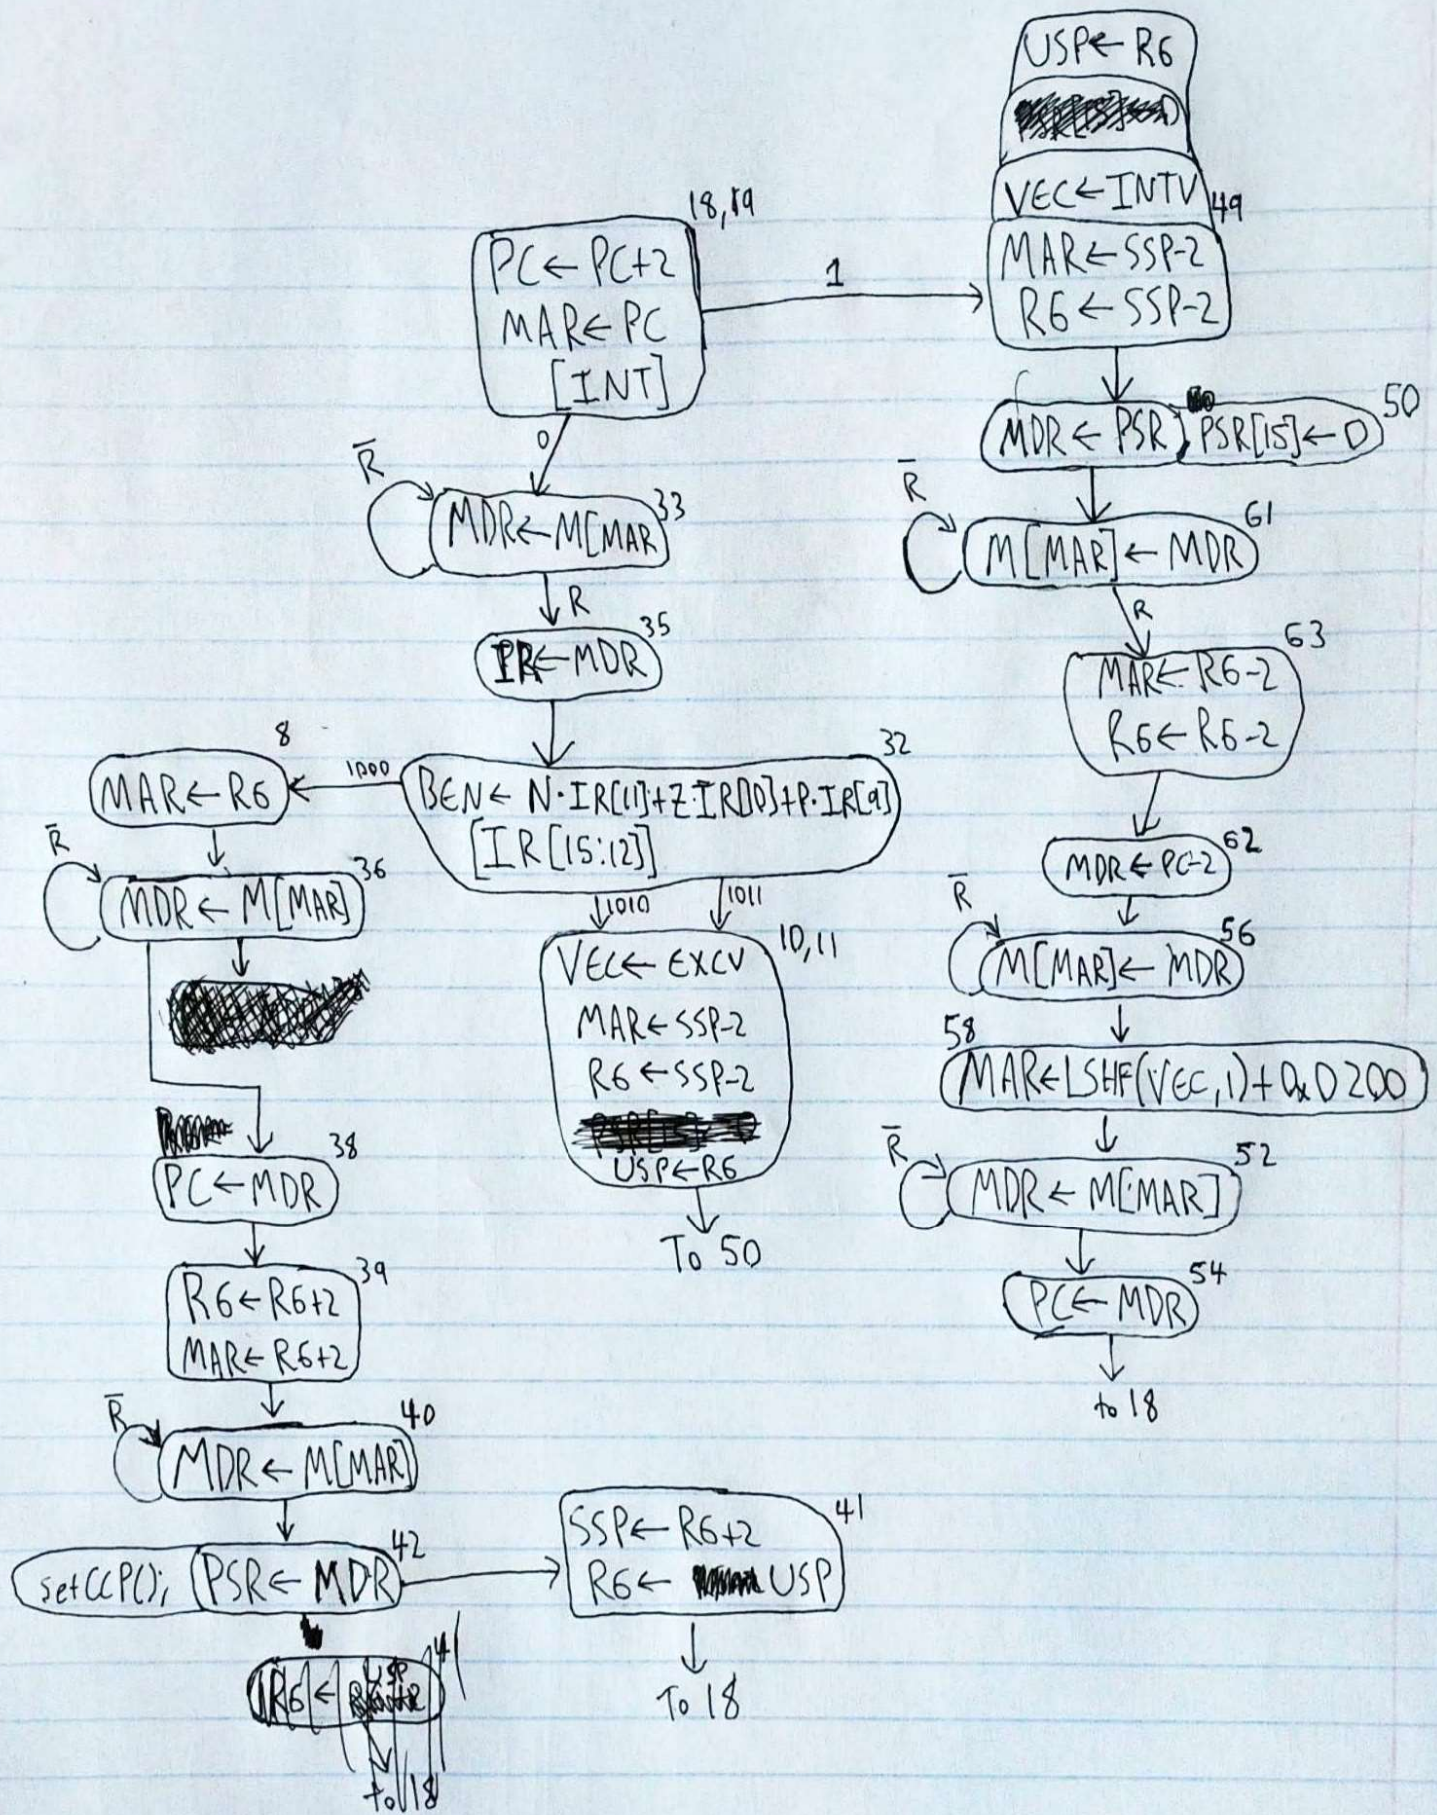 USP← R6
VEC←INTV
49
MAR←SSP-2
R6←SSP-2
18,19
PC← PC+2
MAR← PC
[INT]
1
0
MDR← PSR
PSR[15]← 0
50
R̅
MDR←M[MAR
33
R
R̅
M[MAR]← MDR
61
R
←MDR
35
MAR← R6-2
R6← R6-2
63
8
MAR←R6
1000
BEN← N·IR[11]+Z·IR[10]+P·IR[9]
[IR[15:12]]
32
1010
1011
MDR← PC-2
62
R̅
MDR← M[MAR]
36
VEC← EXCV
MAR←SSP-2
R6←SSP-2
USP←R6
10,11
To 50
R̅
M[MAR]← MDR
56
58
MAR←LSHF(VEC,1)+0x0200
PC←MDR
38
R̅
MDR← M[MAR]
52
R6←R6+2
MAR←R6+2
39
PC← MDR
54
to 18
R̅
MDR← M[MAR]
40
setCCP();
PSR← MDR
42
SSP← R6+2
R6← USP
41
To 18
R6 ←
USP
41
to 18